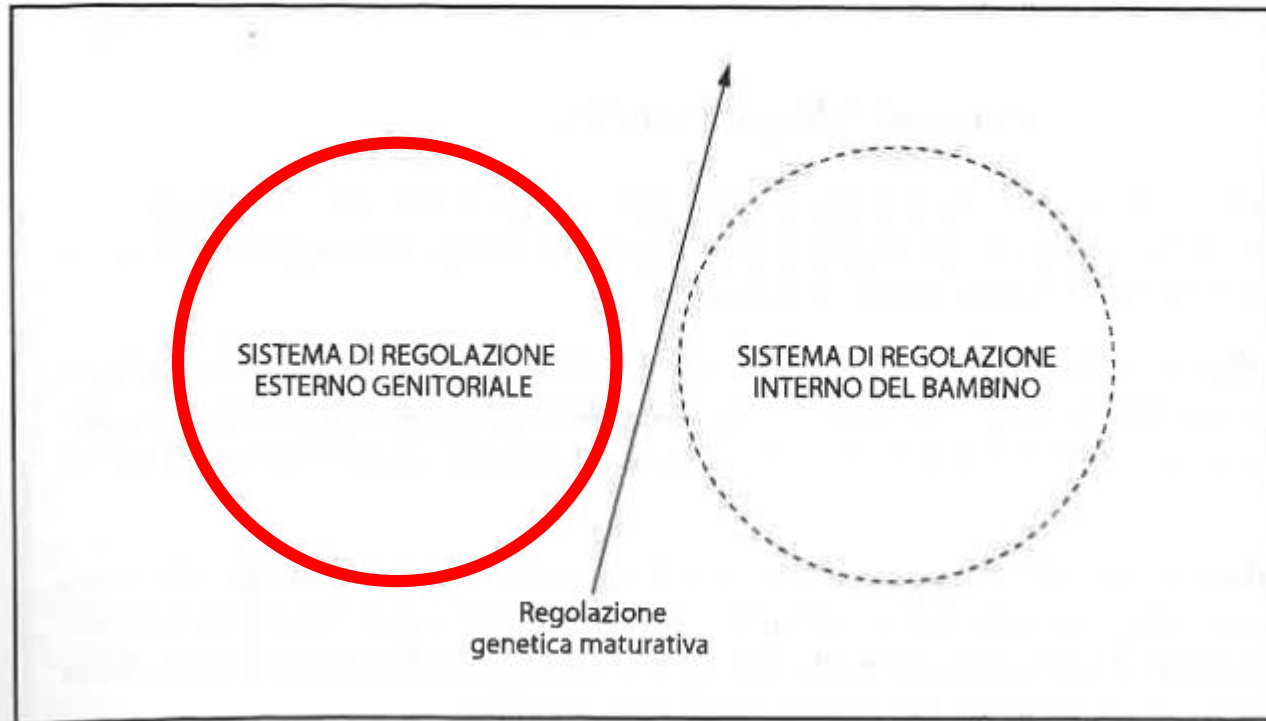 SISTEMA DI REGOLAZIONE
ESTERNO GENITORIALE
SISTEMA DI REGOLAZIONE
INTERNO DEL BAMBINO
Regolazione
genetica maturativa